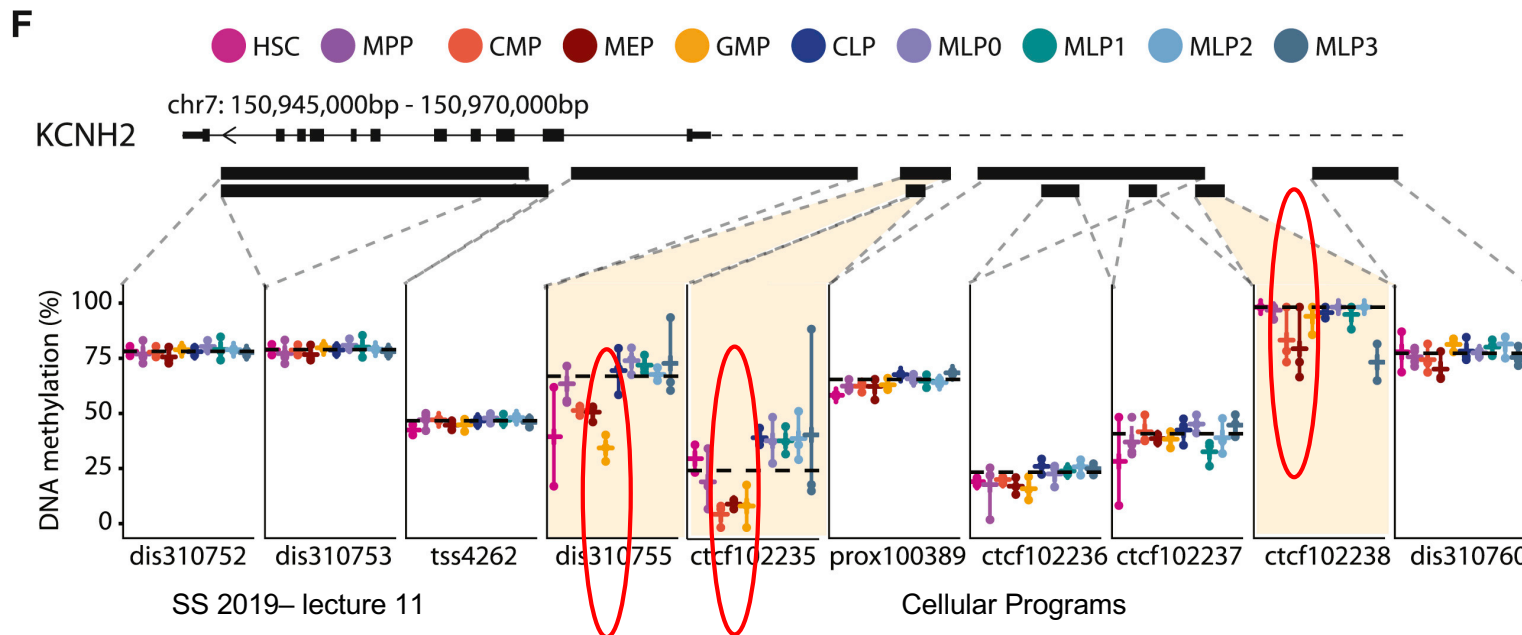 F
HSC MPP CMP MEP GMP CLP MLP0 MLP1 MLP2 MLP3
chr7: 150,945,000bp - 150,970,000bp
KCNH2
DNA methylation (%)
100
75
50
25
0
dis310752 dis310753 tss4262 dis310755 ctcf102235 prox100389 ctcf102236 ctcf102237 ctcf102238 dis310760
SS 2019– lecture 11 Cellular Programs